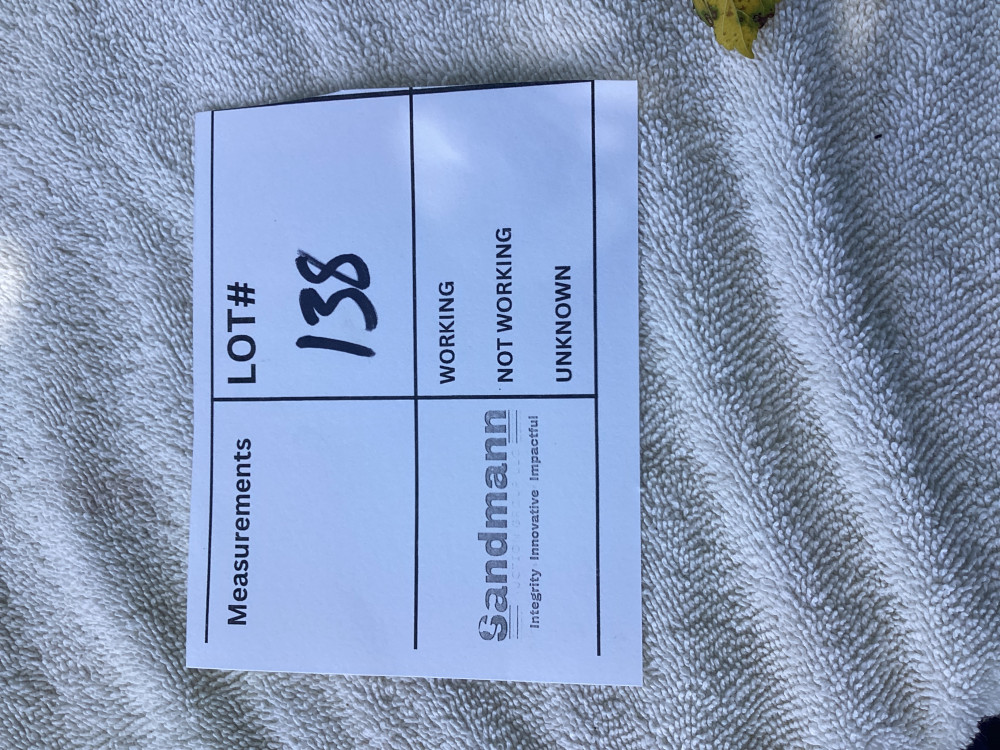 Measurements
LOT#
138
Sandmann
Integrity Innovative Impactful
WORKING
NOT WORKING
UNKNOWN